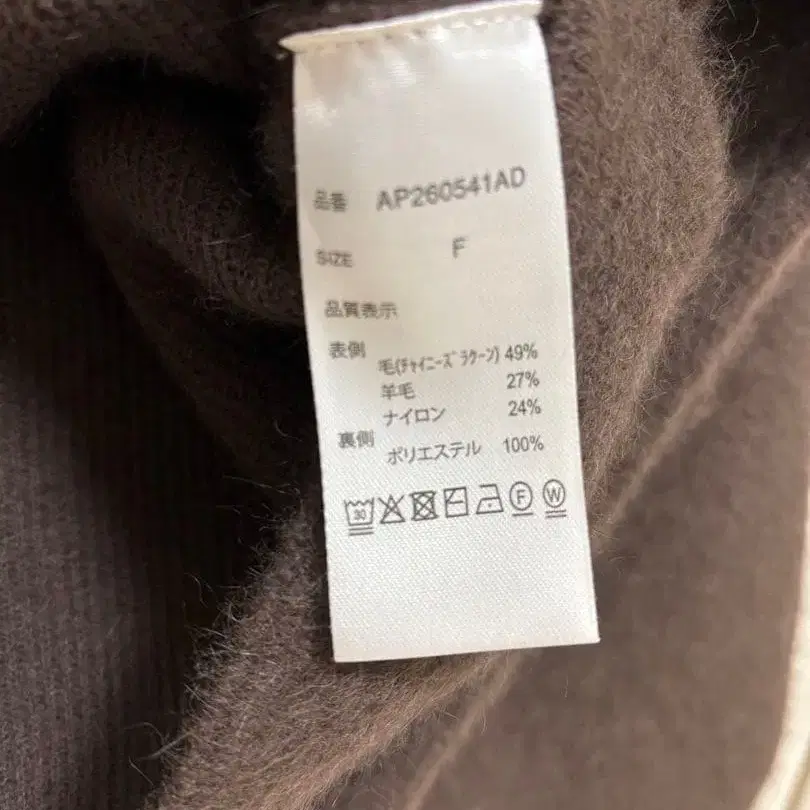 品番 AP260541AD
SIZE F
品質表示
表側 毛(ﾁｬｲﾆｰｽﾞﾗｸｰﾝ) 49%
羊毛 27%
ナイロン 24%
裏側 ポリエステル 100%
30 F W